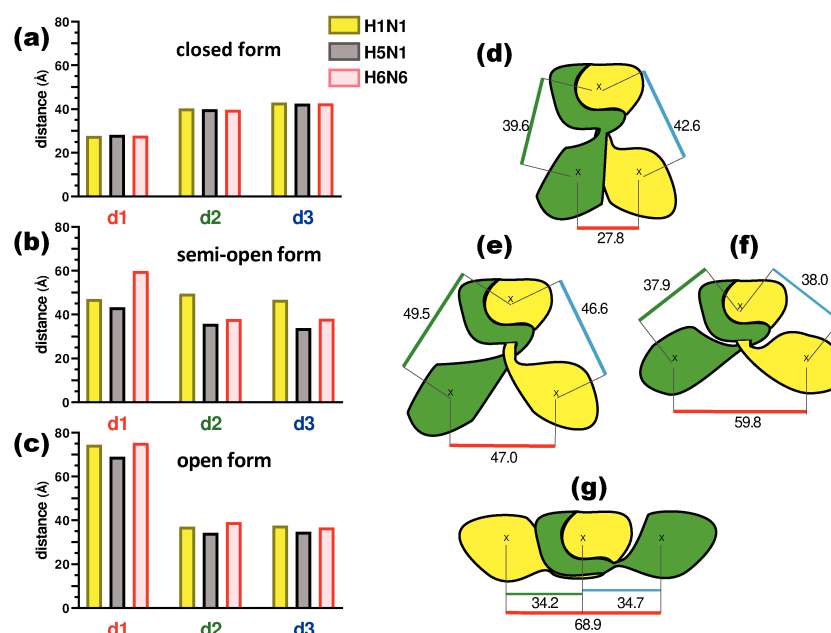 (a)
closed form
H1N1
H5N1
H6N6
distance (Å)
80
60
40
20
0
d1
d2
d3
(b)
semi-open form
distance (Å)
80
60
40
20
0
d1
d2
d3
(c)
open form
distance (Å)
80
60
40
20
0
d1
d2
d3
(d)
x
39.6
42.6
x
x
27.8
(e)
x
49.5
46.6
x
x
47.0
(f)
37.9
38.0
x
x
x
59.8
(g)
x
x
x
34.2
34.7
68.9